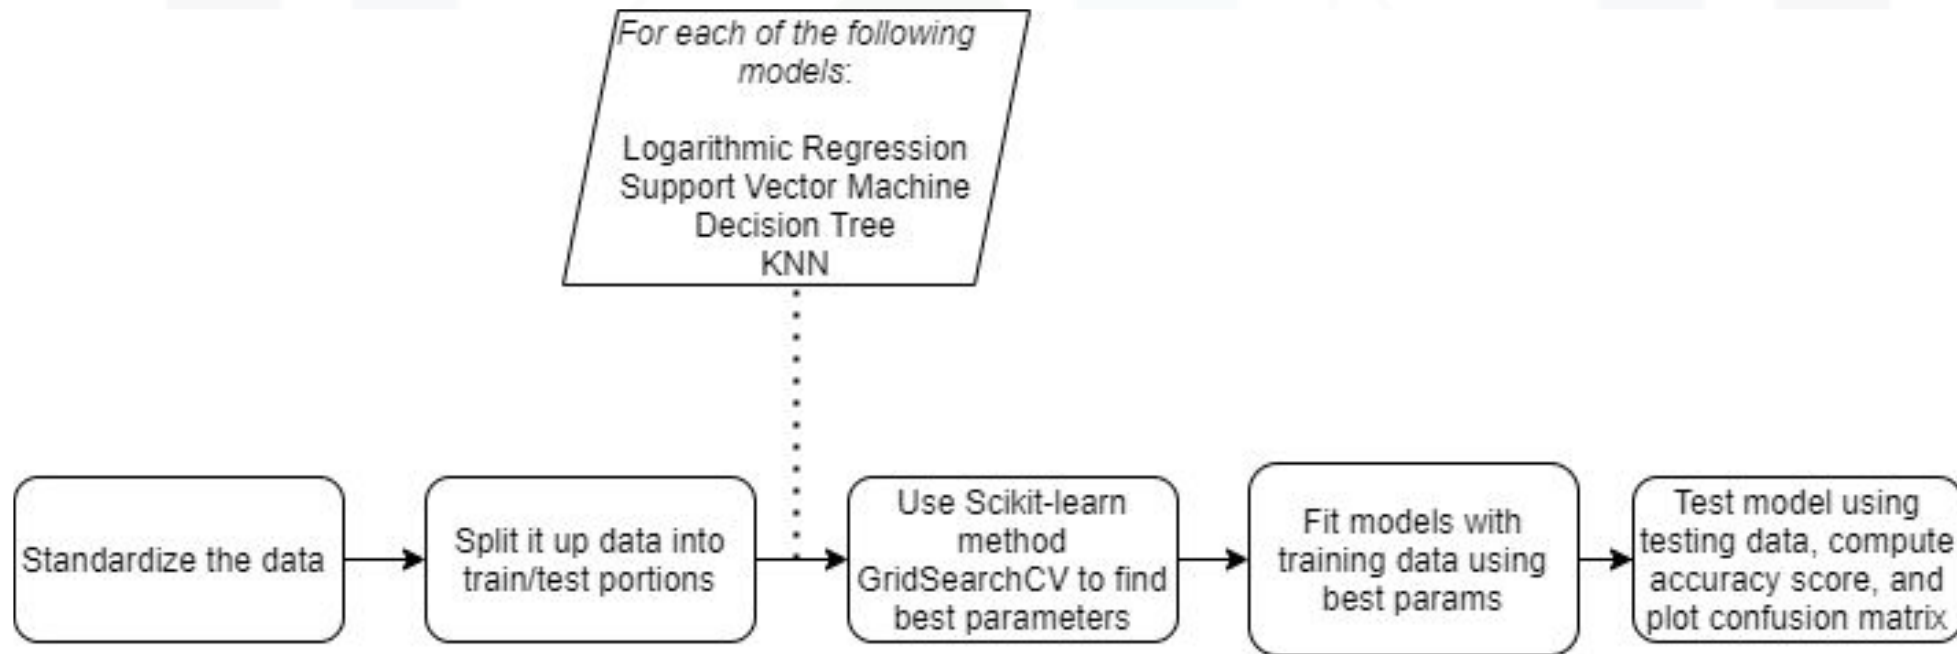 For each of the following
models:
Logarithmic Regression
Support Vector Machine
Decision Tree
KNN
Standardize the data
Split it up data into
train/test portions
Use Scikit-learn
method
GridSearchCV to find
best parameters
Fit models with
training data using
best params
Test model using
testing data, compute
accuracy score, and
plot confusion matrix